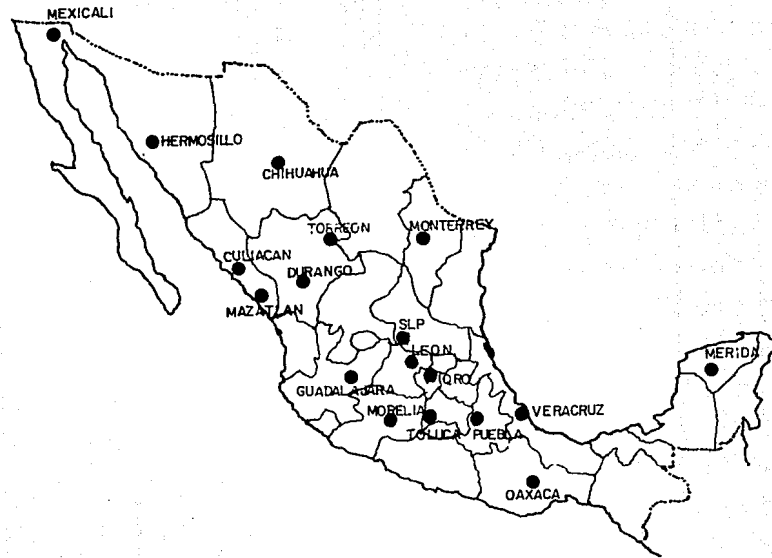 MEXICALI
HERMOSILLO
CHIHUAHUA
TORREON
MONTERREY
CULIACAN
DURANGO
MAZATLAN
SLP
LEON
MERIDA
GUADALAJARA
QRO
MORELIA
VERACRUZ
TOLUCA
PUEBLA
OAXACA